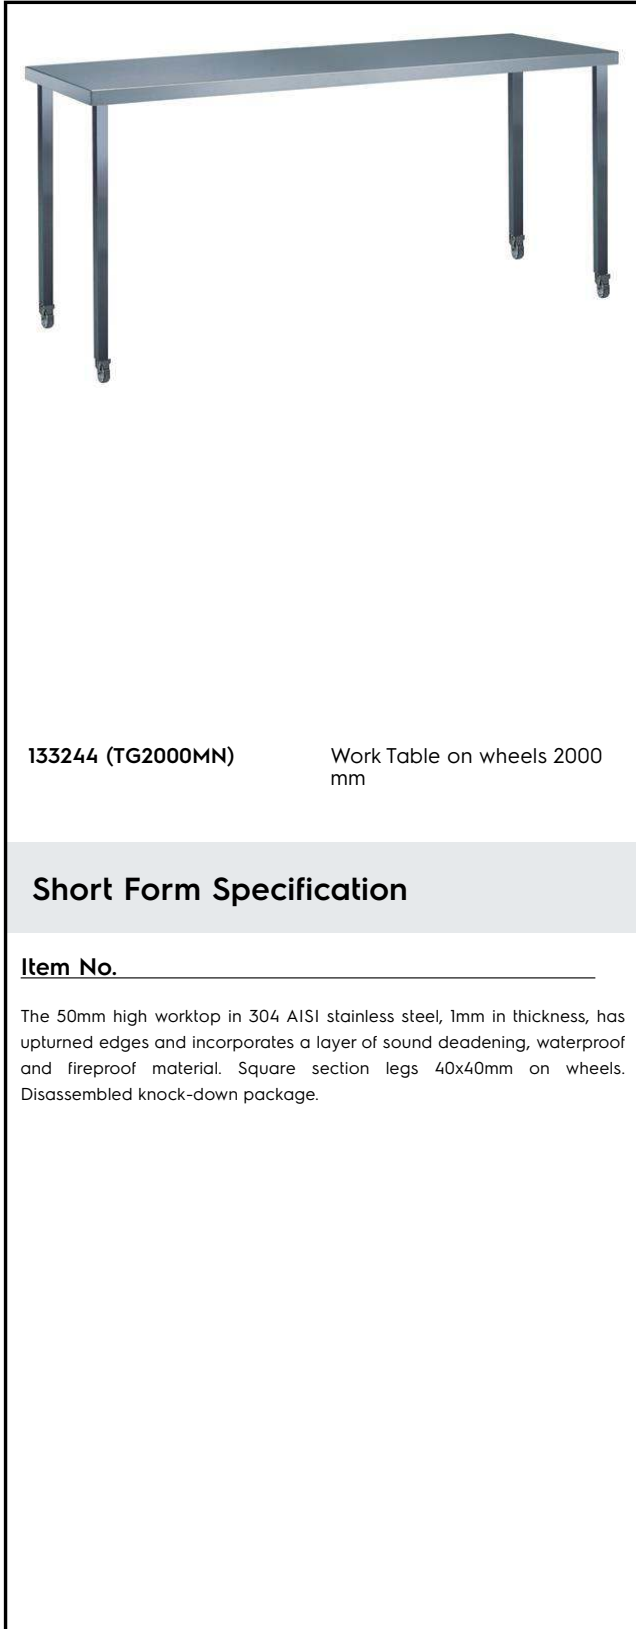 133244 (TG2000MN)
Work Table on wheels 2000
mm
Short Form Specification
Item No.
The 50mm high worktop in 304 AISI stainless steel, 1mm in thickness, has
upturned edges and incorporates a layer of sound deadening, waterproof
and fireproof material. Square section legs 40x40mm on wheels.
Disassembled knock-down package.